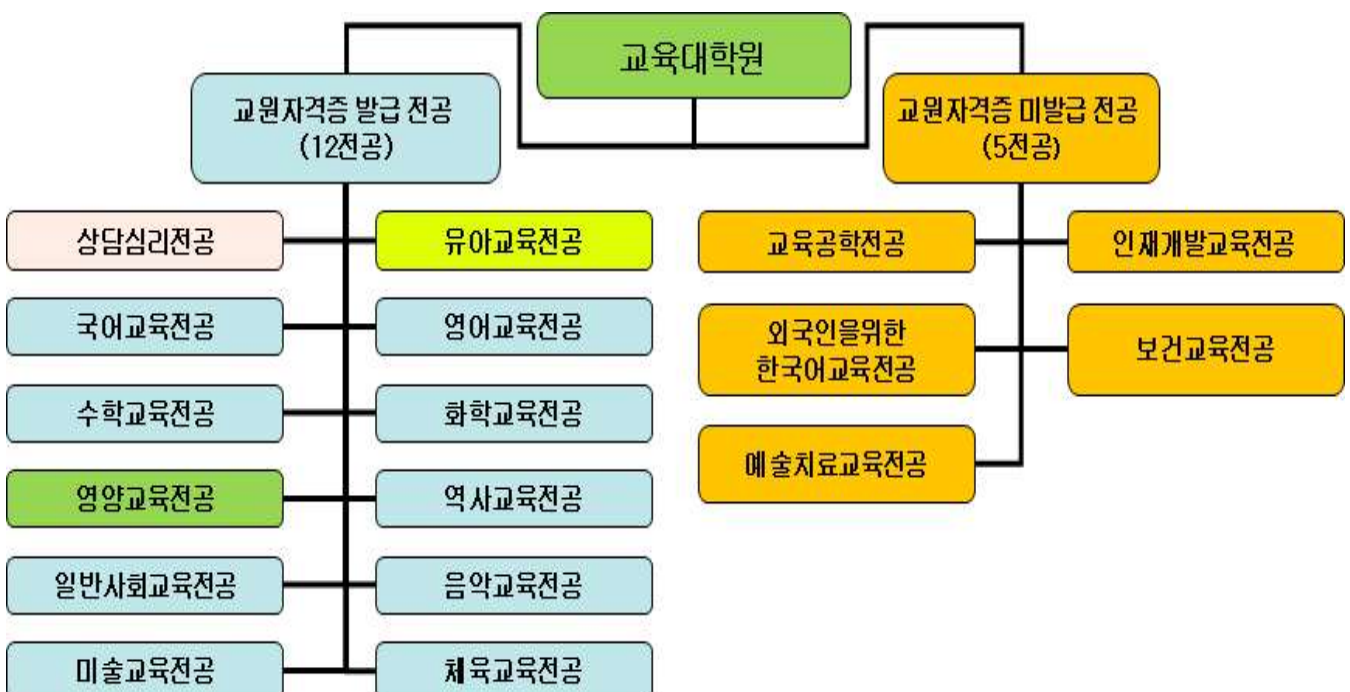 교육대학원
교원자격증 발급 전공
(12전공)
교원자격증 미발급 전공
(5전공)
상담심리전공
유아교육전공
국어교육전공
영어교육전공
수학교육전공
화학교육전공
영양교육전공
역사교육전공
일반사회교육전공
음악교육전공
미술교육전공
체육교육전공
교육공학전공
인재개발교육전공
외국인을위한
한국어교육전공
보건교육전공
예술치료교육전공